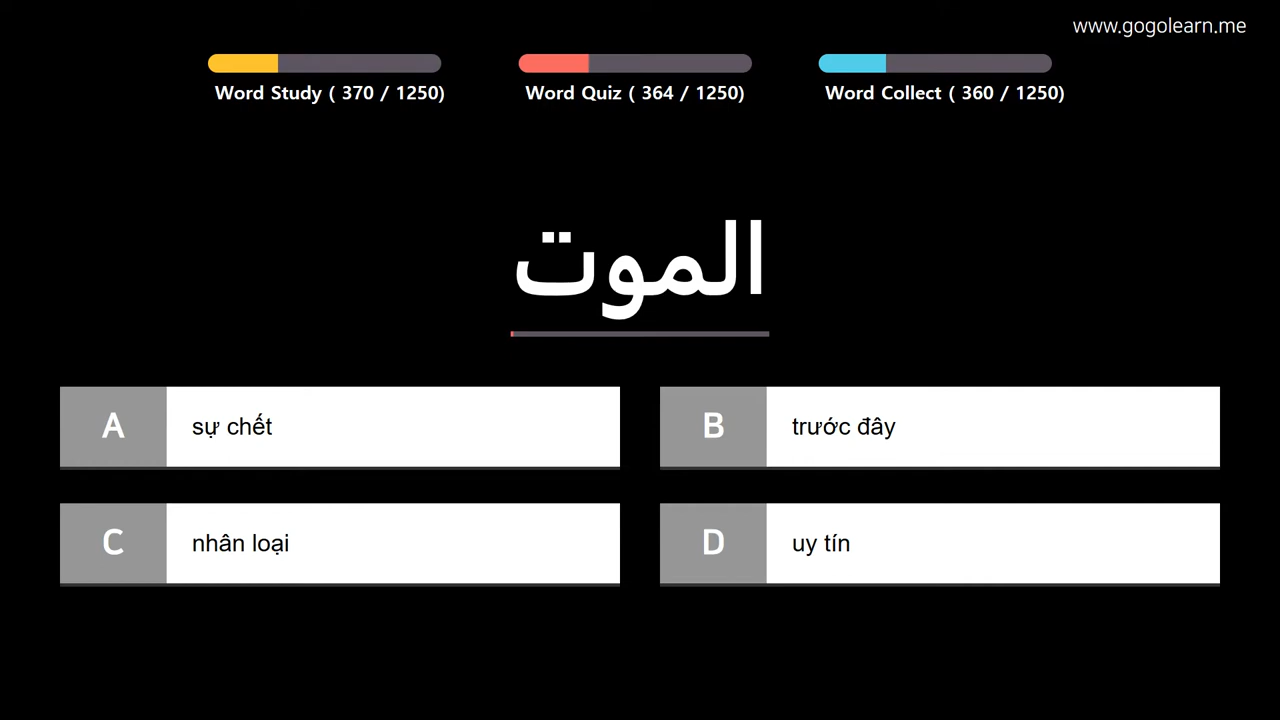 www.gogolearn.me
Word Study ( 370 / 1250)
Word Quiz ( 364 / 1250)
Word Collect ( 360 / 1250)
الموت
A
sự chết
B
trước đây
C
nhân loại
D
uy tín